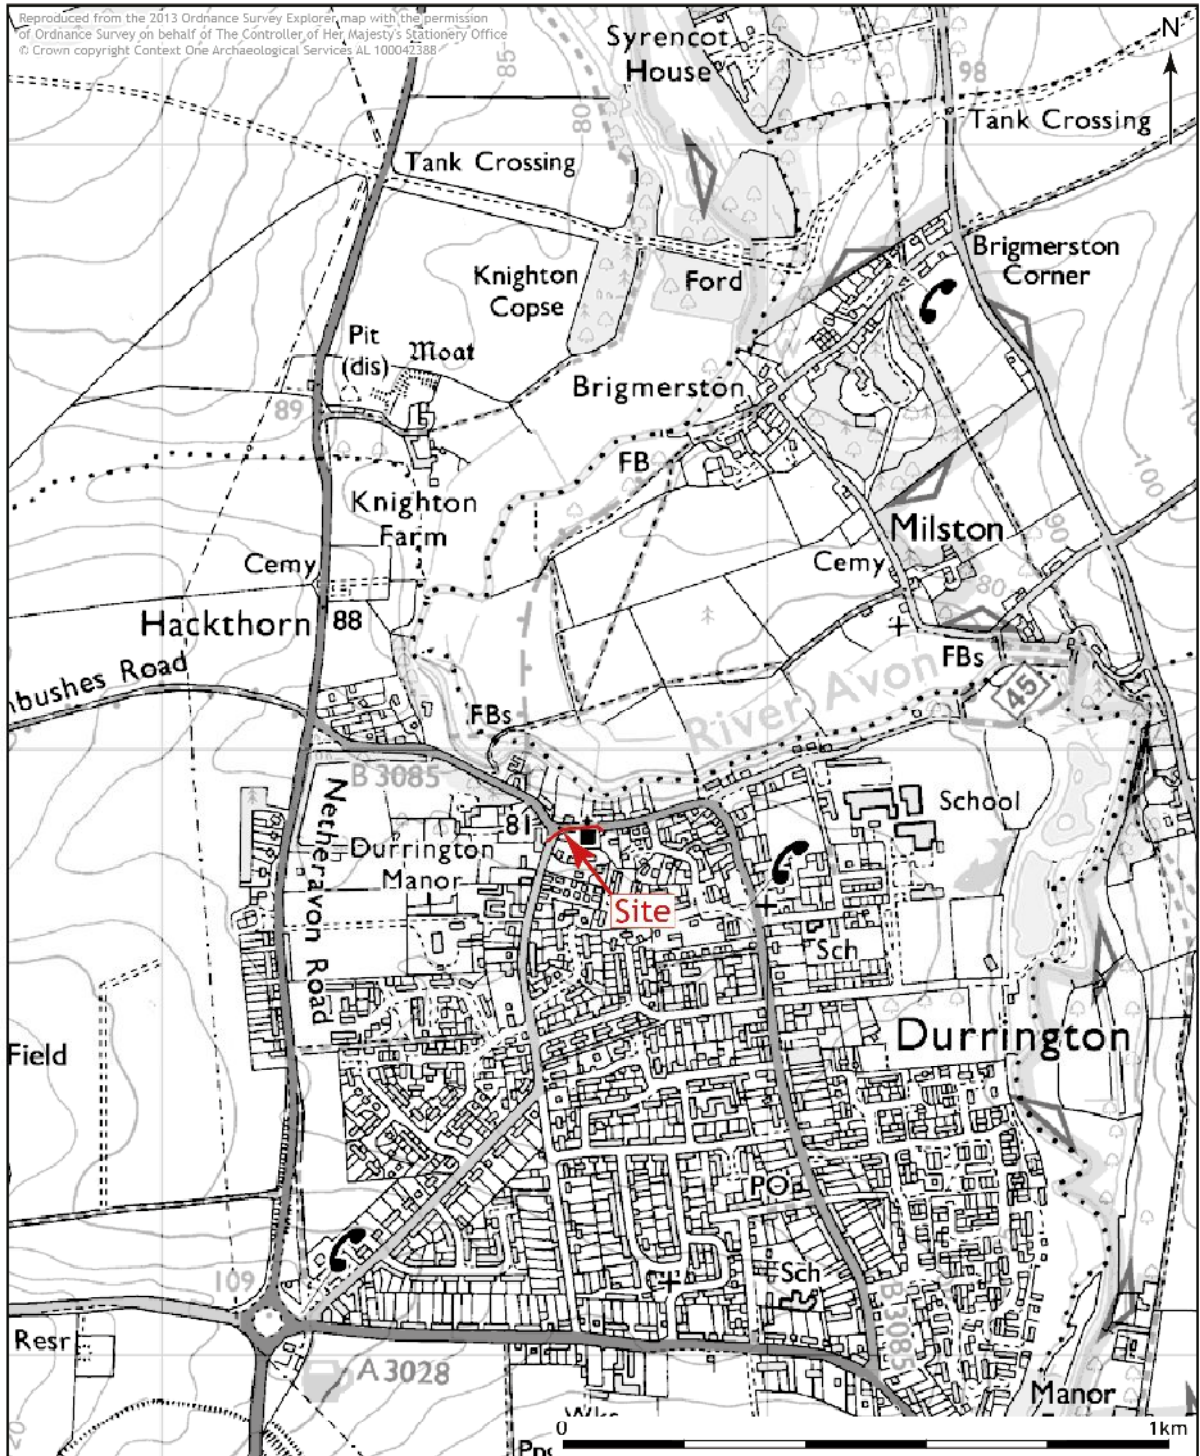 Reproduced from the 2013 Ordnance Survey Explorer map with the permission
of Ordnance Survey on behalf of The Controller of Her Majesty's Stationery Office
© Crown copyright Context One Archaeological Services AL 100042388
N
Syrencot
House
85
98
80
Tank Crossing
Tank Crossing
Brigmerston
Corner
Knighton
Copse
Ford
Pit
(dis)
Moat
Brigmerston
89
FB
100
Knighton
Farm
Milston
90
Cemy
Cemy
80
Hackthorn
88
FBs
nbushes Road
River Avon
45
FBs
B 3085
Netheravon Road
School
81
Durrington
Manor
Site
Sch
Durrington
Field
PO
Sch
109
B 3085
Resr
A 3028
Manor
20
0
1km